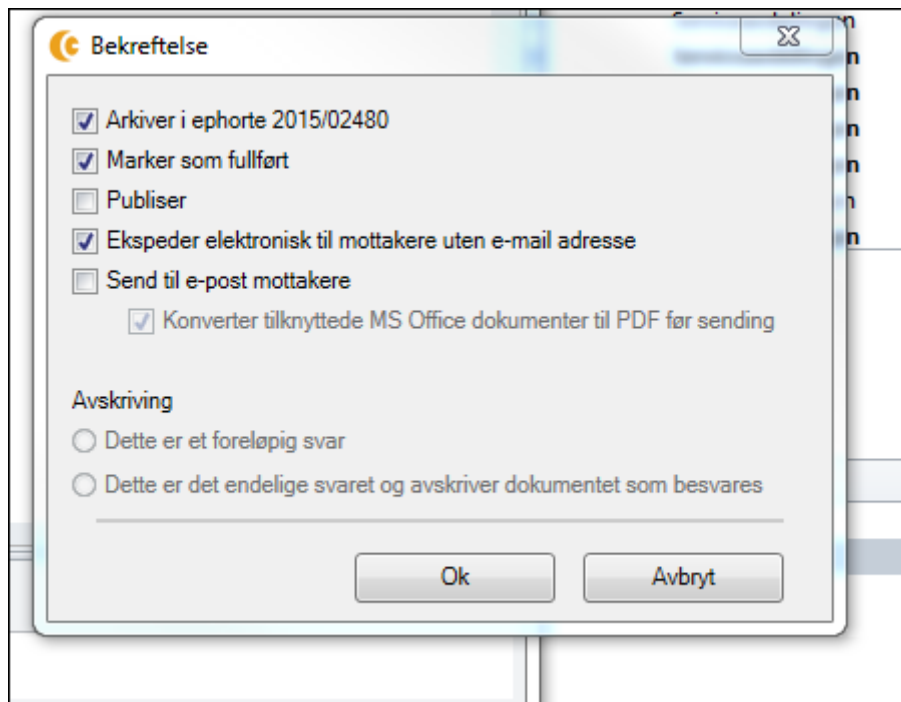 Bekreftelse
Arkiver i ephorte 2015/02480
Marker som fullført
Publiser
Ekspeder elektronisk til mottakere uten e-mail adresse
Send til e-post mottakere
Konverter tilknyttede MS Office dokumenter til PDF før sending
Avskriving
Dette er et foreløpig svar
Dette er det endelige svaret og avskriver dokumentet som besvares
Ok
Avbryt